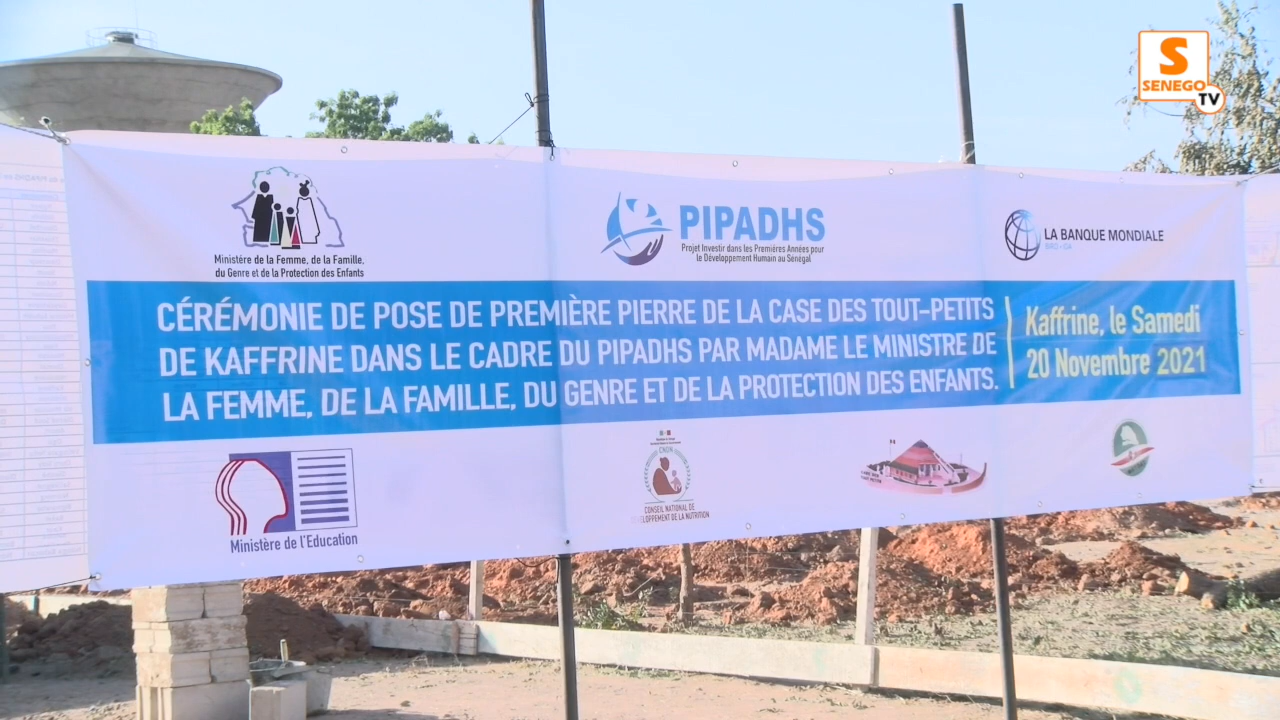 SENEGO
TV
Ministère de la Femme, de la Famille,
du Genre et de la Protection des Enfants
PIPADHS
Projet Investir dans les Premières Années pour
le Développement Humain au Sénégal
LA BANQUE MONDIALE
BIRD • IDA
CÉRÉMONIE DE POSE DE PREMIÈRE PIERRE DE LA CASE DES TOUT-PETITS
DE KAFFRINE DANS LE CADRE DU PIPADHS PAR MADAME LE MINISTRE DE
LA FEMME, DE LA FAMILLE, DU GENRE ET DE LA PROTECTION DES ENFANTS.
Kaffrine, le Samedi
20 Novembre 2021
Ministère de l'Education
CONSEIL NATIONAL DE
DÉVELOPPEMENT DE LA NUTRITION